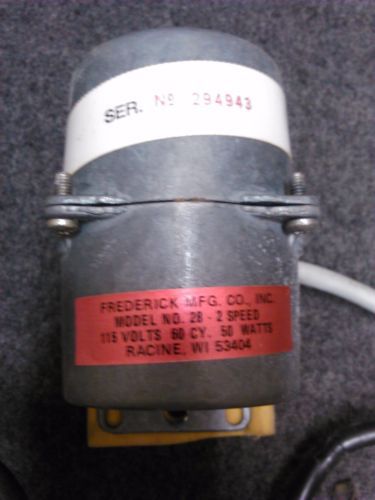 SER. Nº 294943
FREDERICK MFG. CO., INC.
MODEL NO. 2B - 2 SPEED
115 VOLTS 60 CY. 50 WATTS
RACINE, WI 53404